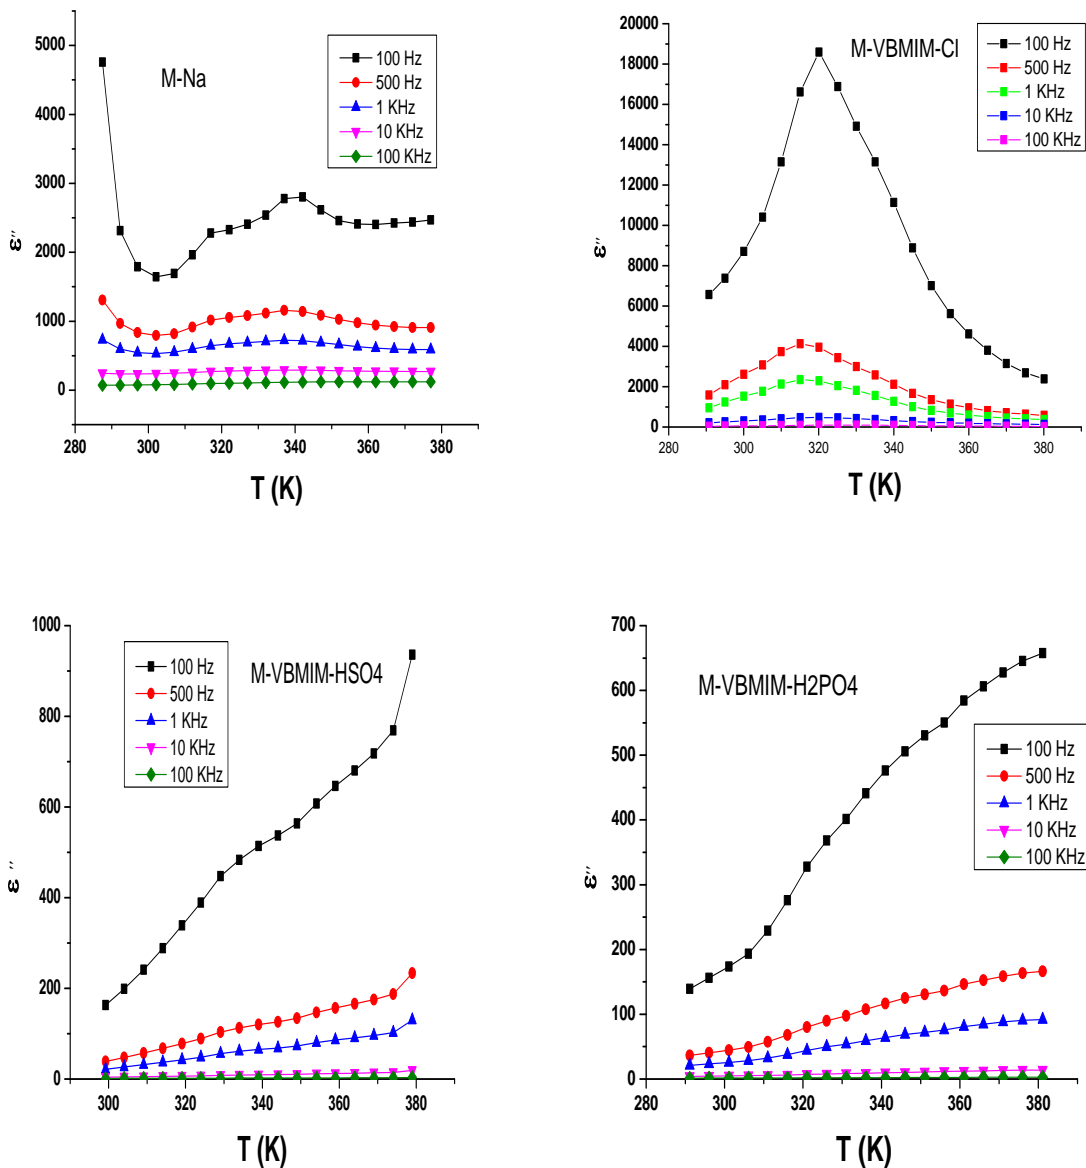 5000
4000
3000
2000
1000
0
280
300
320
340
360
380
ε″
T (K)
M-Na
100 Hz
500 Hz
1 KHz
10 KHz
100 KHz
20000
18000
16000
14000
12000
10000
8000
6000
4000
2000
0
280
300
320
340
360
380
ε″
T (K)
M-VBMIM-Cl
100 Hz
500 Hz
1 KHz
10 KHz
100 KHz
1000
800
600
400
200
0
300
320
340
360
380
ε ″
T (K)
M-VBMIM-HSO4
100 Hz
500 Hz
1 KHz
10 KHz
100 KHz
700
600
500
400
300
200
100
0
280
300
320
340
360
380
ε″
T (K)
M-VBMIM-H2PO4
100 Hz
500 Hz
1 KHz
10 KHz
100 KHz